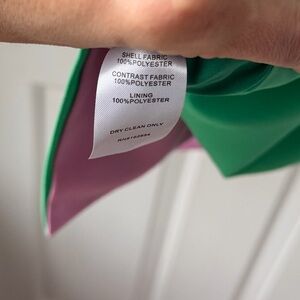 SHELL FABRIC
100%POLYESTER
CONTRAST FABRIC
100%POLYESTER
LINING
100%POLYESTER
DRY CLEAN ONLY